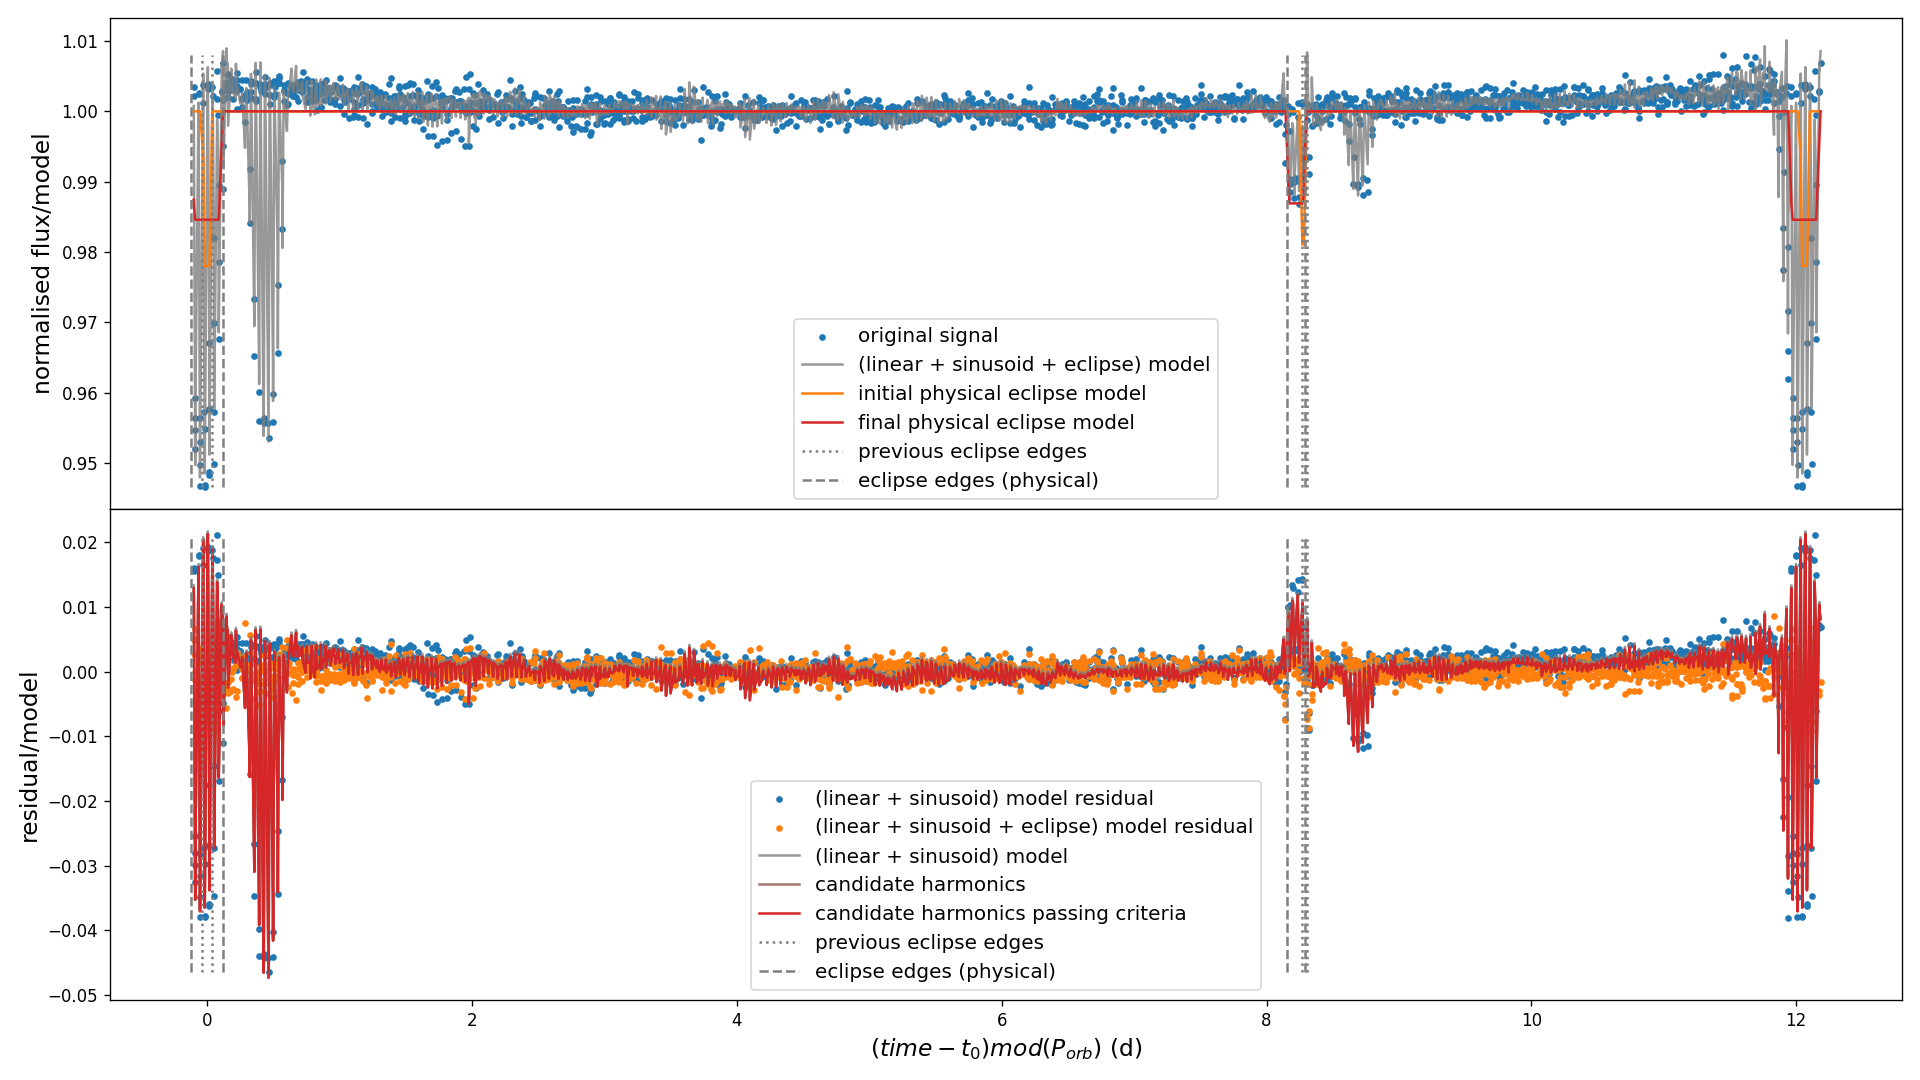 1.01
1.00
0.99
0.98
0.97
0.96
0.95
normalised flux/model
original signal
(linear + sinusoid + eclipse) model
initial physical eclipse model
final physical eclipse model
previous eclipse edges
eclipse edges (physical)
0.02
0.01
0.00
−0.01
−0.02
−0.03
−0.04
−0.05
residual/model
(linear + sinusoid) model residual
(linear + sinusoid + eclipse) model residual
(linear + sinusoid) model
candidate harmonics
candidate harmonics passing criteria
previous eclipse edges
eclipse edges (physical)
0 2 4 6 8 10 12
(time − t₀)mod(Pₒᵣᵦ) (d)